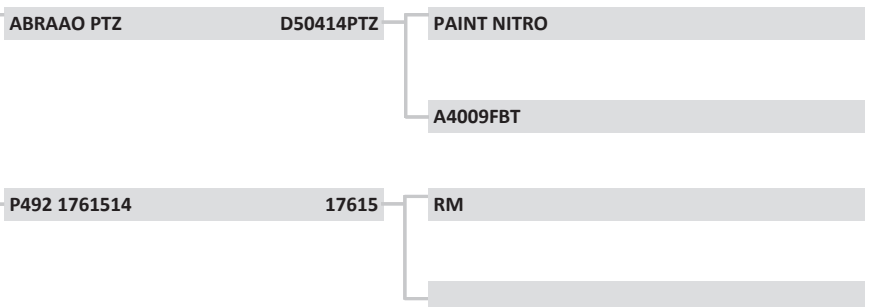 ABRAAO PTZ D50414PTZ PAINT NITRO
A4009FBT
P492 1761514 17615 RM